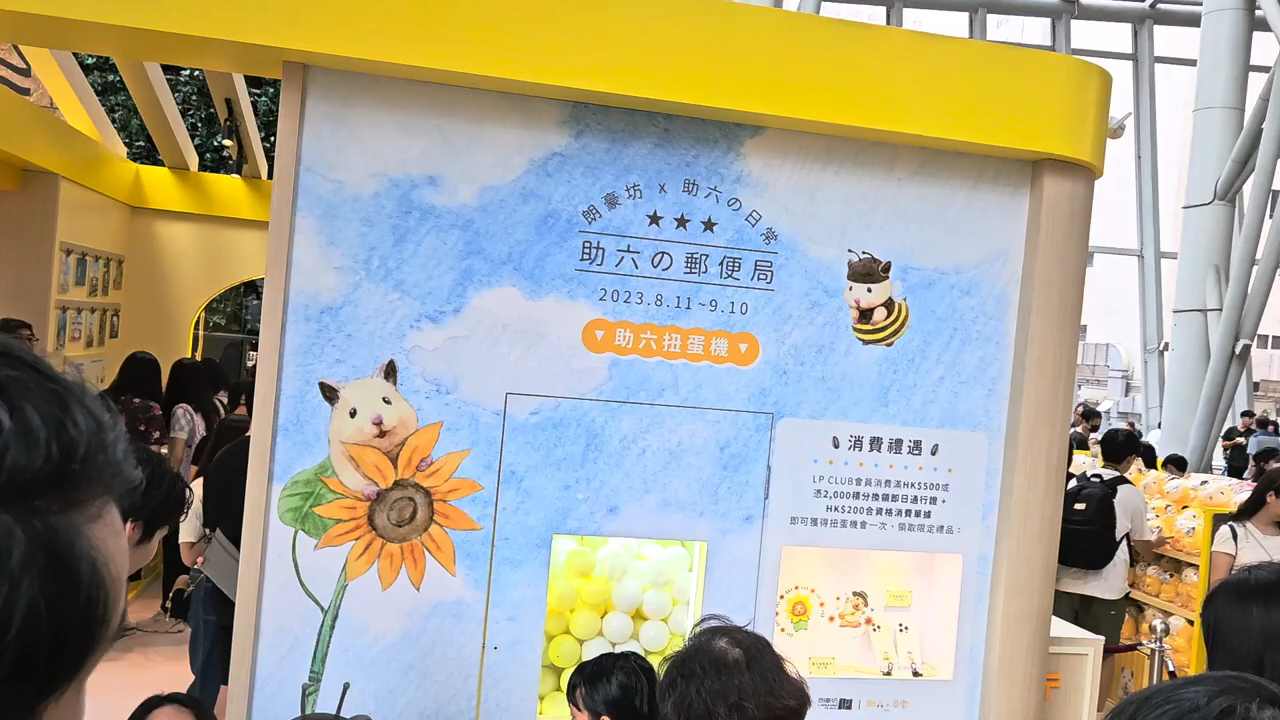 朗豪坊 x 助六の日常
★★★
助六の郵便局
2023.8.11~9.10
▼助六扭蛋機▼
消費禮遇
LP CLUB會員消費滿HK$500或
憑2,000積分換領即日通行證 +
HK$200合資格消費單據
即可獲得扭蛋機會一次，領取限定禮品：
朗豪坊